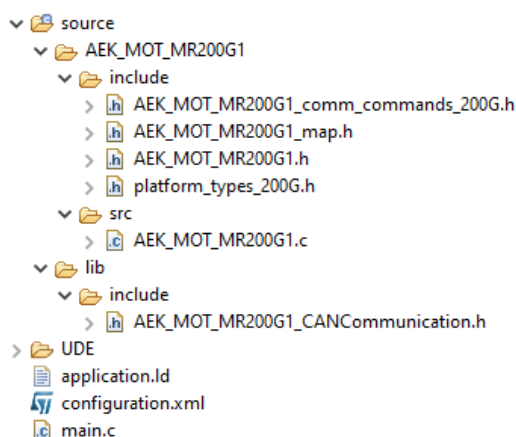 source
AEK_MOT_MR200G1
include
.h AEK_MOT_MR200G1_comm_commands_200G.h
.h AEK_MOT_MR200G1_map.h
.h AEK_MOT_MR200G1.h
.h platform_types_200G.h
src
.c AEK_MOT_MR200G1.c
lib
include
.h AEK_MOT_MR200G1_CANCommunication.h
UDE
application.ld
configuration.xml
.c main.c